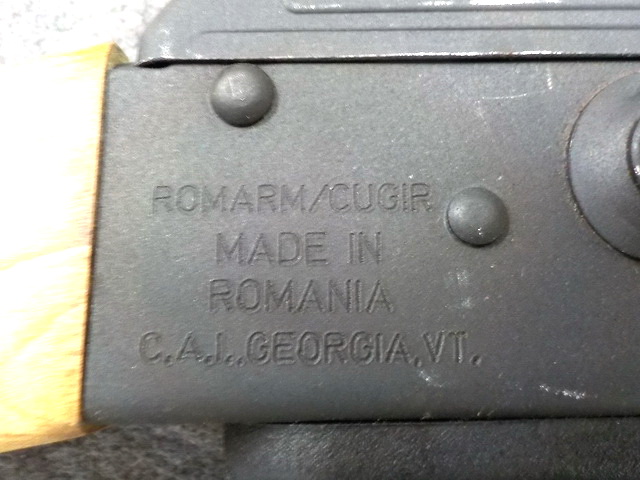 ROMARM/CUGIR
MADE IN
ROMANIA
C.A.I., GEORGIA, VT.